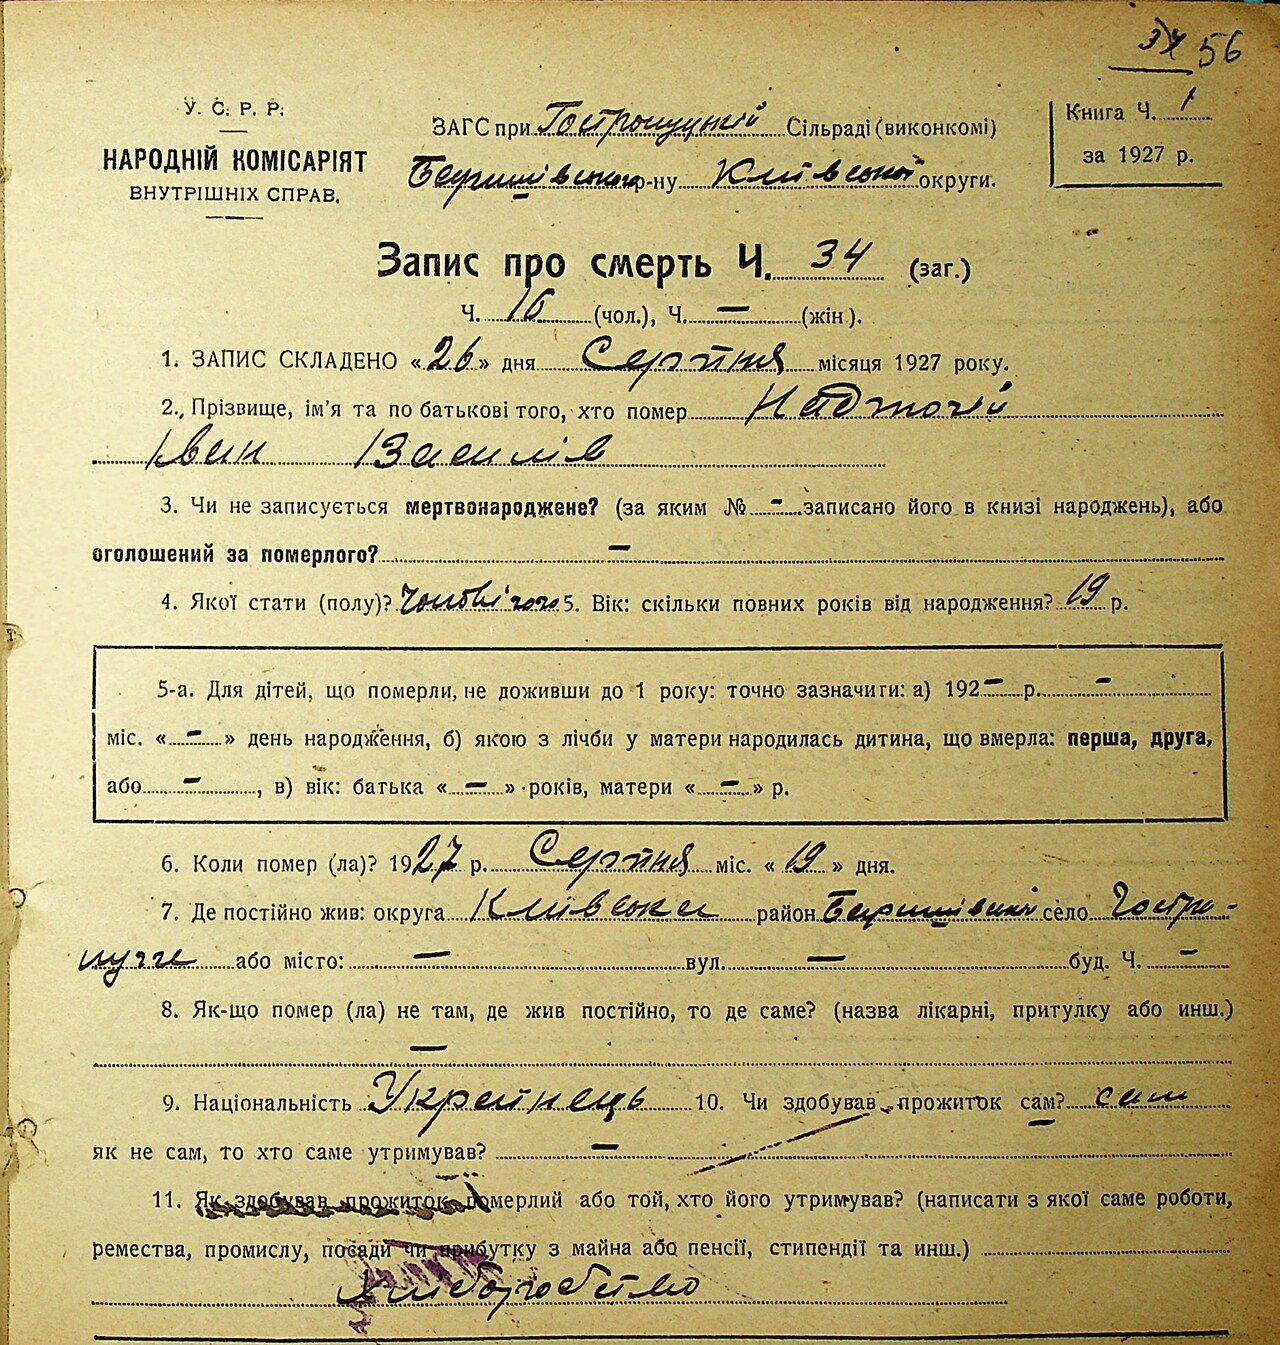 34 56
У. С. Р. Р.
НАРОДНІЙ КОМІСАРІЯТ
ВНУТРІШНІХ СПРАВ.
ЗАГС при Гостролуцькій Сільраді (виконкомі)
Баришівського р-ну Київської округи.
Книга Ч. 1
за 1927 р.
Запис про смерть Ч. 34 (заг.)
Ч. 16 (чол.), Ч. — (жін).
1. ЗАПИС СКЛАДЕНО «26» дня Серпня місяця 1927 року.
2. Прізвище, ім'я та по батькові того, хто помер Надточій
Іван Василів
3. Чи не записується мертвонароджене? (за яким № - записано його в книзі народжень), або
оголошений за померлого? —
4. Якої стати (полу)? Чоловічого 5. Вік: скільки повних років від народження? 19 р.
5-а. Для дітей, що померли, не доживши до 1 року: точно зазначити: а) 192 — р. —
міс. « — » день народження, б) якою з лічби у матери народилась дитина, що вмерла: перша, друга,
або — , в) вік: батька « — » років, матери « — » р.
6. Коли помер (ла)? 1927 р. Серпня міс. «19» дня.
7. Де постійно жив: округа Київська район Баришівський село Гостро-
лучче або місто: — вул. — буд. Ч. —
8. Як-що помер (ла) не там, де жив постійно, то де саме? (назва лікарні, притулку або инш.)
—
9. Національність Українець 10. Чи здобував прожиток сам? сам
як не сам, то хто саме утримував? —
11. Як здобував прожиток померлий або той, хто його утримував? (написати з якої саме роботи,
ремества, промислу, посади чи прибутку з майна або пенсії, стипендії та инш.)
хліборобство